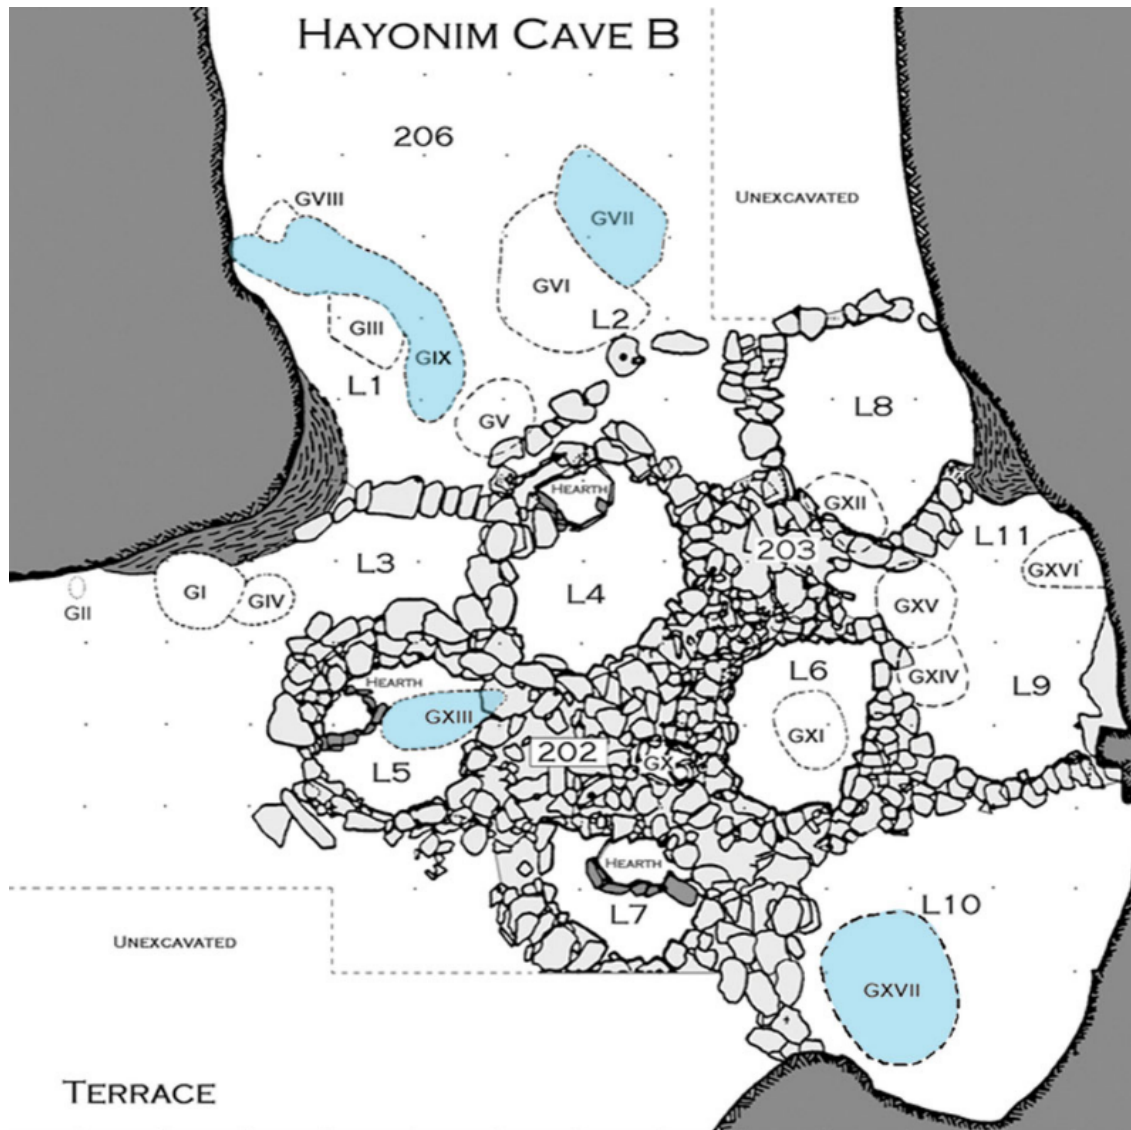 HAYONIM CAVE B
206
UNEXCAVATED
GVIII
GVII
GVI
GIII
L2
GIX
L1
GV
L8
HEARTH
GXII
L11
203
L3
GXVI
GI
GIV
GII
L4
GXV
HEARTH
L6
GXIV
L9
GXIII
GXI
202
GX
L5
HEARTH
L7
L10
UNEXCAVATED
GXVII
TERRACE